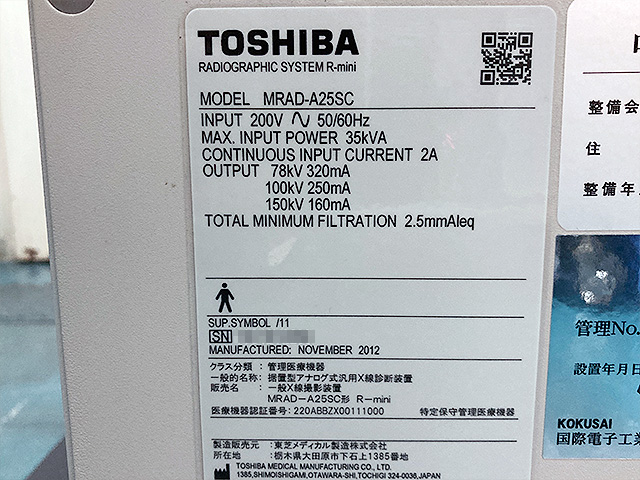 TOSHIBA
RADIOGRAPHIC SYSTEM R-mini
MODEL MRAD-A25SC
INPUT 200V 50/60Hz
MAX. INPUT POWER 35kVA
CONTINUOUS INPUT CURRENT 2A
OUTPUT 78kV 320mA
100kV 250mA
150kV 160mA
TOTAL MINIMUM FILTRATION 2.5mmAleq
SUP.SYMBOL /11
SN
MANUFACTURED: NOVEMBER 2012
クラス分類 : 管理医療機器
一般的名称: 据置型アナログ式汎用X線診断装置
販売名 : 一般X線撮影装置
MRAD-A25SC形 R-mini
医療機器認証番号: 220ABBZX00111000 特定保守管理医療機器
製造販売元 : 東芝メディカル製造株式会社
所在地 : 栃木県大田原市下石上1385番地
TOSHIBA MEDICAL MANUFACTURING CO., LTD.
1385,SHIMOISHIGAMI,OTAWARA-SHI,TOCHIGI 324-0036,JAPAN
整備会
住
整備年
管理No.
設置年月日
KOKUSAI
国際電子工